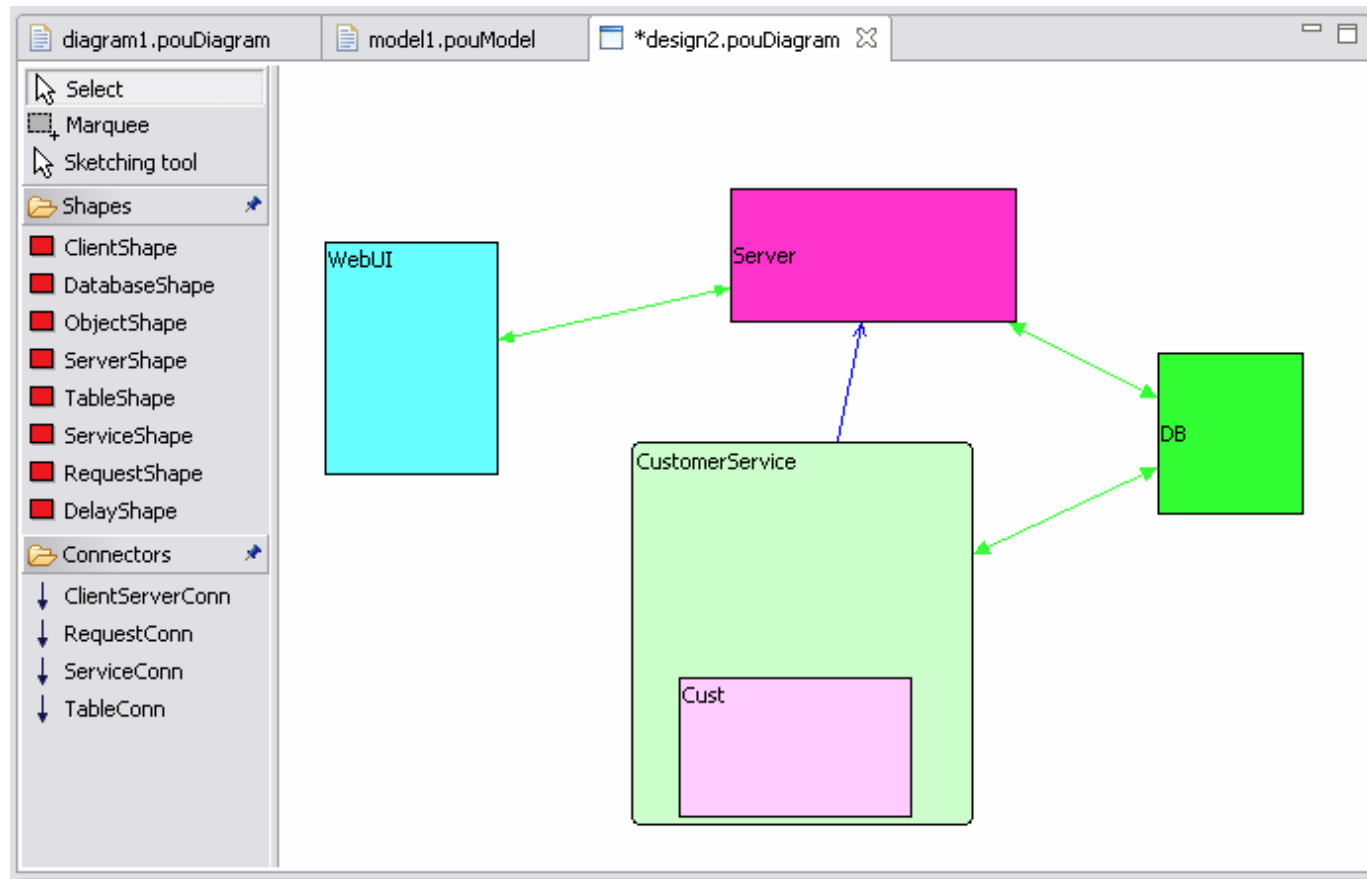 diagram1.pouDiagram
model1.pouModel
*design2.pouDiagram
Select
Marquee
Sketching tool
Shapes
ClientShape
DatabaseShape
ObjectShape
ServerShape
TableShape
ServiceShape
RequestShape
DelayShape
Connectors
ClientServerConn
RequestConn
ServiceConn
TableConn
WebUI
Server
DB
CustomerService
Cust